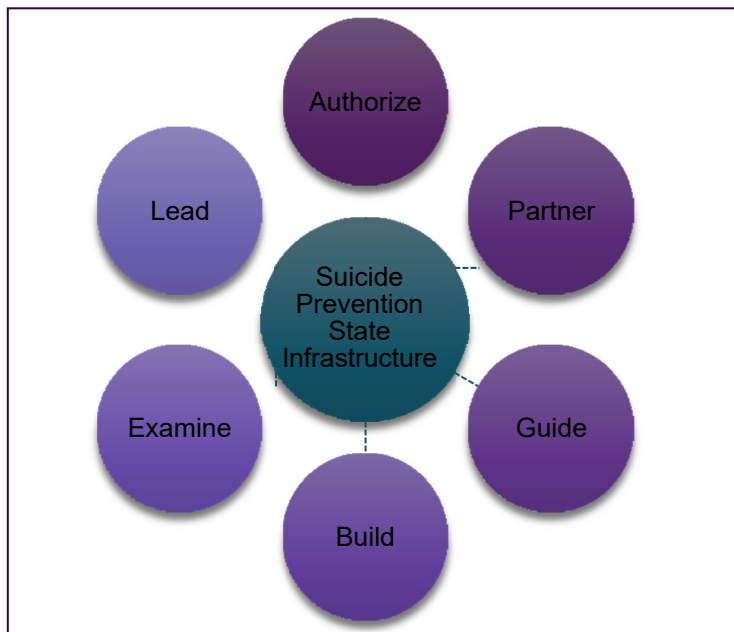 Authorize
Lead
Partner
Suicide
Prevention
State
Infrastructure
Examine
Guide
Build